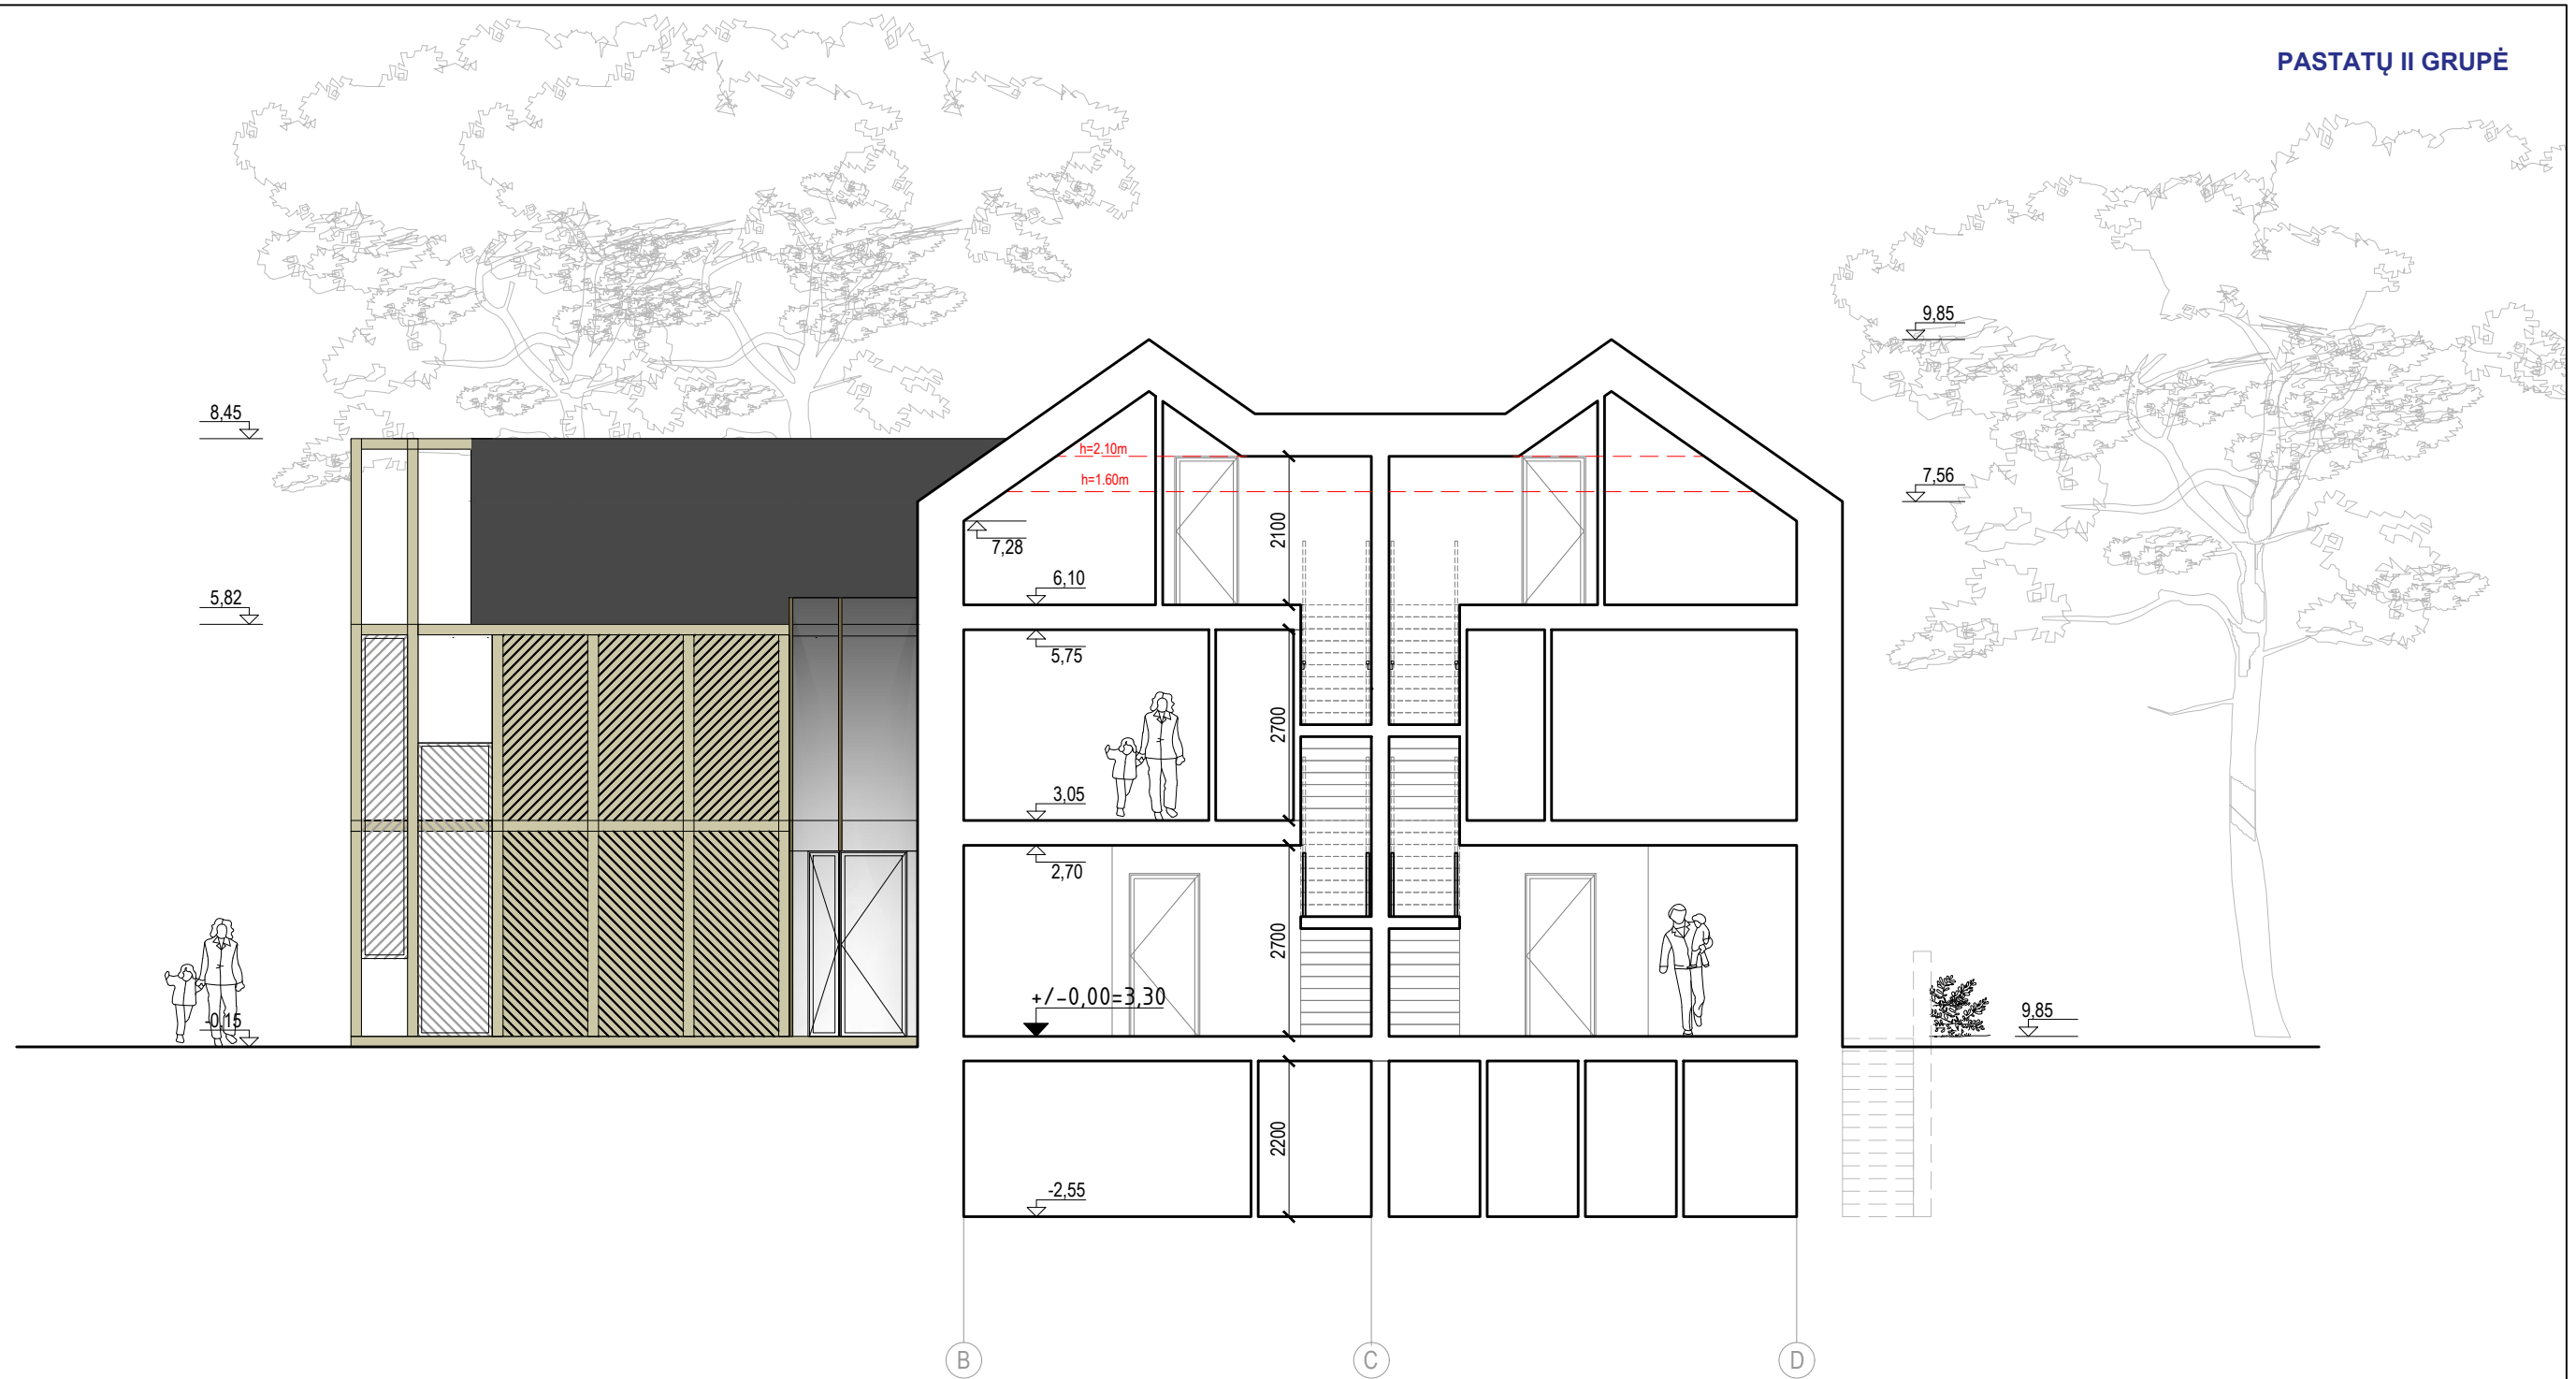 PASTATŲ II GRUPĖ
9,85
8,45
h=2.10m
h=1.60m
7,56
2100
7,28
6,10
5,82
5,75
2700
3,05
2,70
2700
+/-0,00=3,30
-0,15
9,85
2200
-2,55
B
C
D